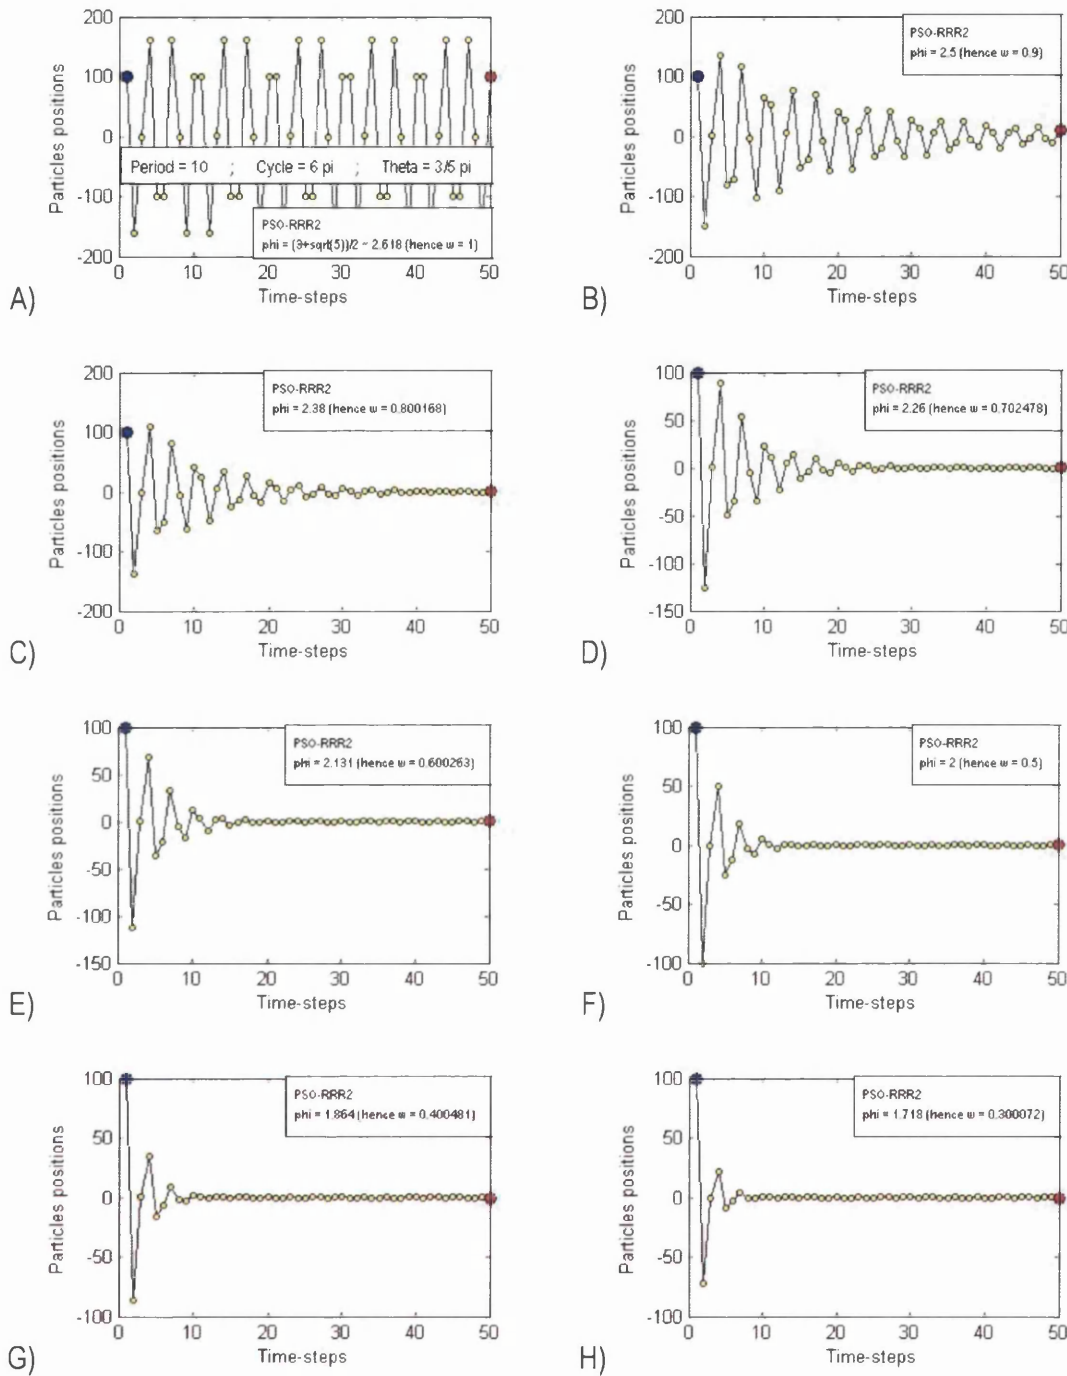 200
100
0
-100
-200
Particles positions
Period = 10 ; Cycle = 6 pi ; Theta = 3/5 pi
PSO-RRR2
phi = (3+sqrt(5))/2 ~ 2.618 (hence w = 1)
0 10 20 30 40 50
Time-steps
A)
200
100
0
-100
-200
Particles positions
PSO-RRR2
phi = 2.5 (hence w = 0.9)
0 10 20 30 40 50
Time-steps
B)
200
100
0
-100
-200
Particles positions
PSO-RRR2
phi = 2.38 (hence w = 0.800168)
0 10 20 30 40 50
Time-steps
C)
100
50
0
-50
-100
-150
Particles positions
PSO-RRR2
phi = 2.26 (hence w = 0.702478)
0 10 20 30 40 50
Time-steps
D)
100
50
0
-50
-100
-150
Particles positions
PSO-RRR2
phi = 2.131 (hence w = 0.600263)
0 10 20 30 40 50
Time-steps
E)
100
50
0
-50
-100
Particles positions
PSO-RRR2
phi = 2 (hence w = 0.5)
0 10 20 30 40 50
Time-steps
F)
100
50
0
-50
-100
Particles positions
PSO-RRR2
phi = 1.864 (hence w = 0.400481)
0 10 20 30 40 50
Time-steps
G)
100
50
0
-50
-100
Particles positions
PSO-RRR2
phi = 1.718 (hence w = 0.300072)
0 10 20 30 40 50
Time-steps
H)